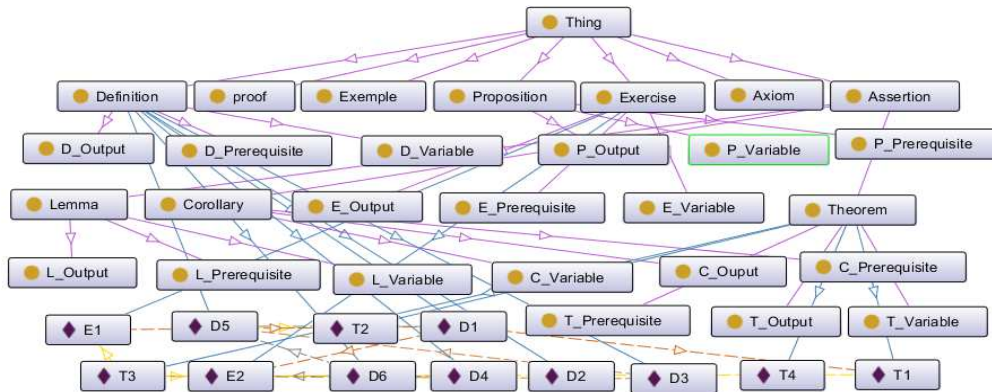 Thing
Definition proof Exemple Proposition Exercise Axiom Assertion
D_Output D_Prerequisite D_Variable P_Output P_Variable P_Prerequisite
Lemma Corollary E_Output E_Prerequisite E_Variable Theorem
L_Output L_Prerequisite L_Variable C_Variable C_Ouput C_Prerequisite
E1 D5 T2 D1 T_Prerequisite T_Output T_Variable
T3 E2 D6 D4 D2 D3 T4 T1